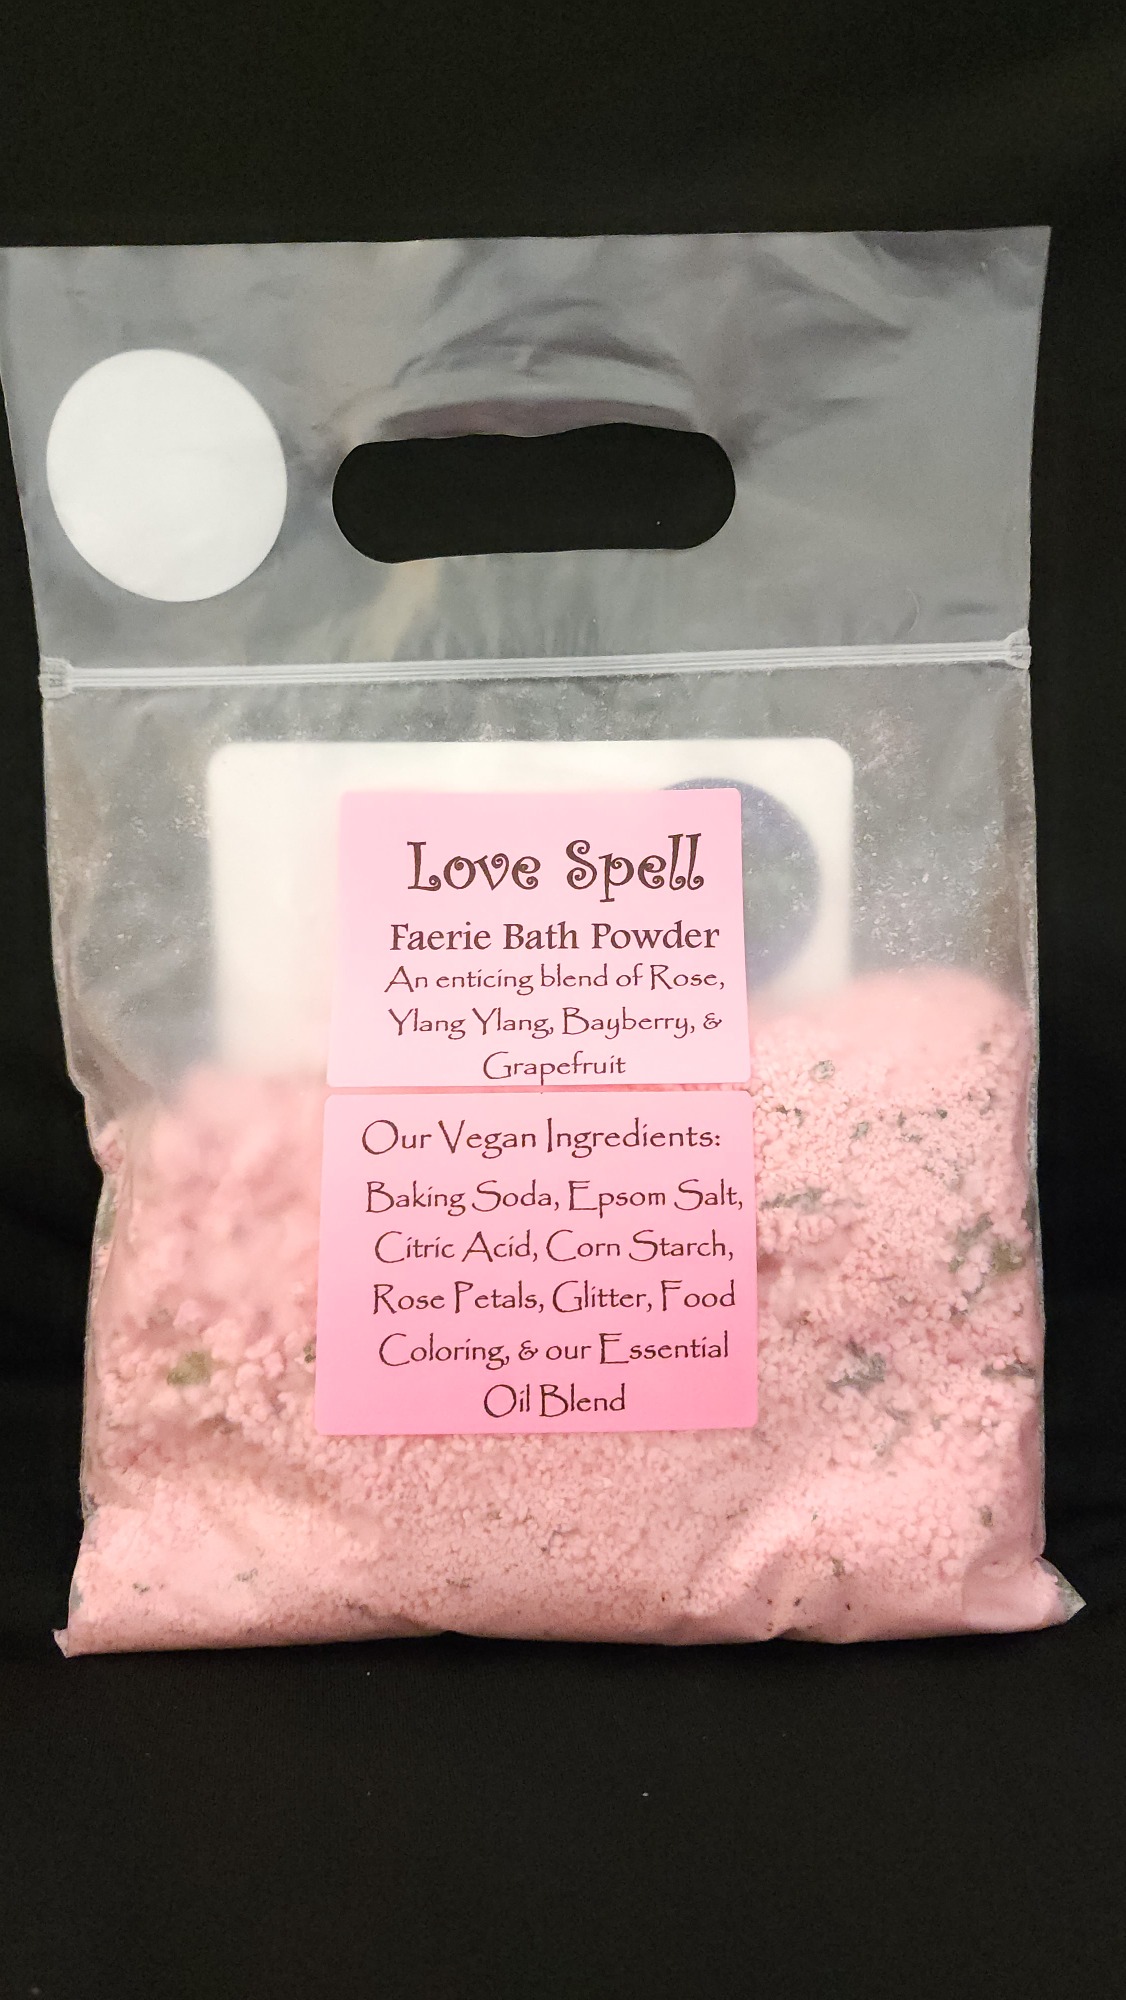 Love Spell
Faerie Bath Powder
An enticing blend of Rose,
Ylang Ylang, Bayberry, &
Grapefruit
Our Vegan Ingredients:
Baking Soda, Epsom Salt,
Citric Acid, Corn Starch,
Rose Petals, Glitter, Food
Coloring, & our Essential
Oil Blend